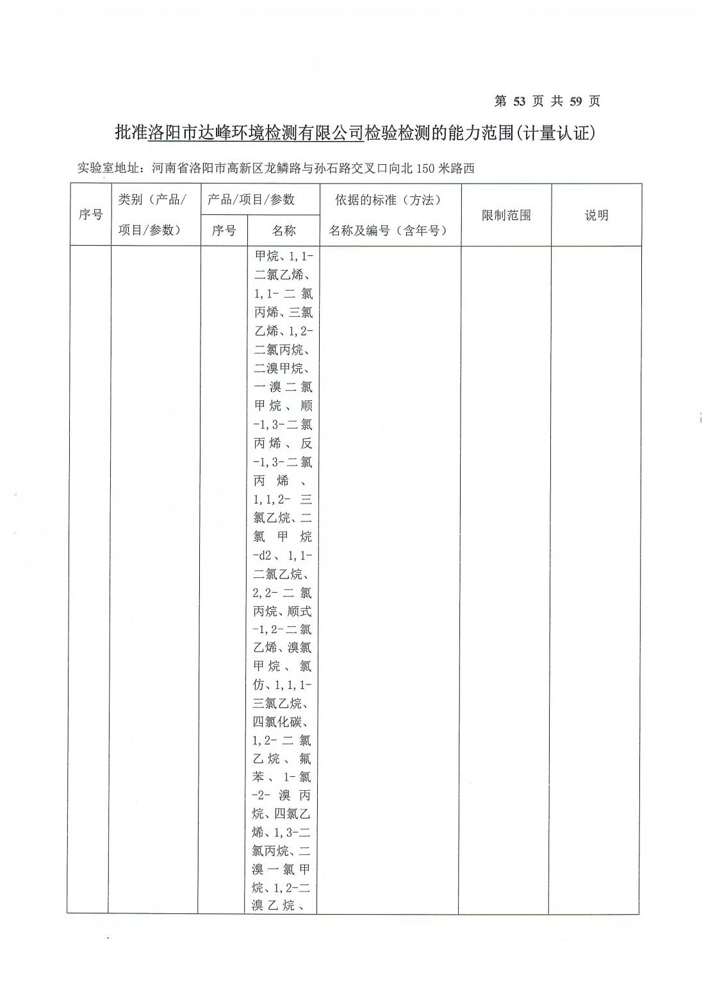 第 53 页 共 59 页
批准洛阳市达峰环境检测有限公司检验检测的能力范围(计量认证)
实验室地址：河南省洛阳市高新区龙鳞路与孙石路交叉口向北 150 米路西
序号
类别（产品/
项目/参数）
产品/项目/参数
序号
名称
依据的标准（方法）
名称及编号（含年号）
限制范围
说明
甲烷、1,1-
二氯乙烯、
1,1- 二 氯
丙烯、三氯
乙烯、1,2-
二氯丙烷、
二溴甲烷、
一溴二氯
甲烷、顺
-1,3-二氯
丙烯、反
-1,3-二氯
丙烯、
1,1,2- 三
氯乙烷、二
氯甲烷
-d2、1,1-
二氯乙烷、
2,2- 二 氯
丙烷、顺式
-1,2-二氯
乙烯、溴氯
甲烷、氯
仿、1,1,1-
三氯乙烷、
四氯化碳、
1,2- 二 氯
乙烷、氟
苯、1-氯
-2- 溴 丙
烷、四氯乙
烯、1,3-二
氯丙烷、二
溴一氯甲
烷、1,2-二
溴乙烷、